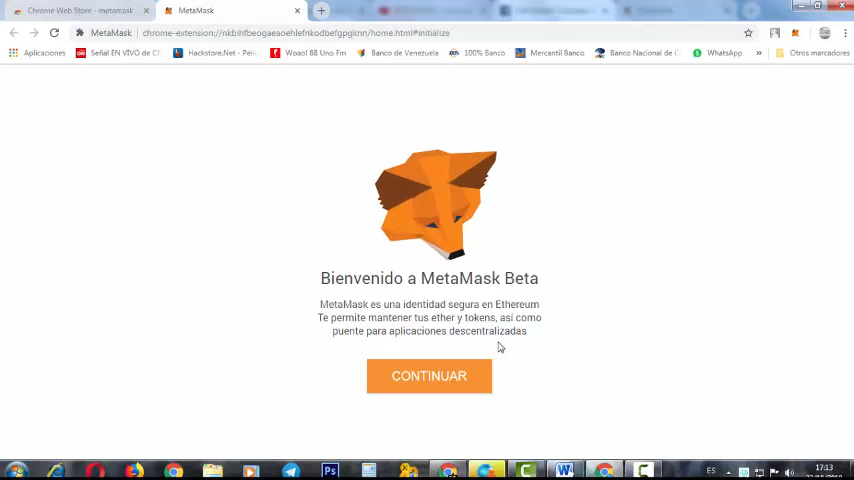 Chrome Web Store - metamask
MetaMask
MetaMask
chrome-extension://nkbihfbeogaeaoehlefnkodbefgpgknn/home.html#initialize
Aplicaciones
Señal EN VIVO de C
Hackstore.Net - Peli
Woao! 88 Uno Fm
Banco de Venezuela
100% Banco
Mercantil Banco
Banco Nacional de C
WhatsApp
»
Otros marcadores
Bienvenido a MetaMask Beta
MetaMask es una identidad segura en Ethereum
Te permite mantener tus ether y tokens, así como
puente para aplicaciones descentralizadas
CONTINUAR
ES
17:13